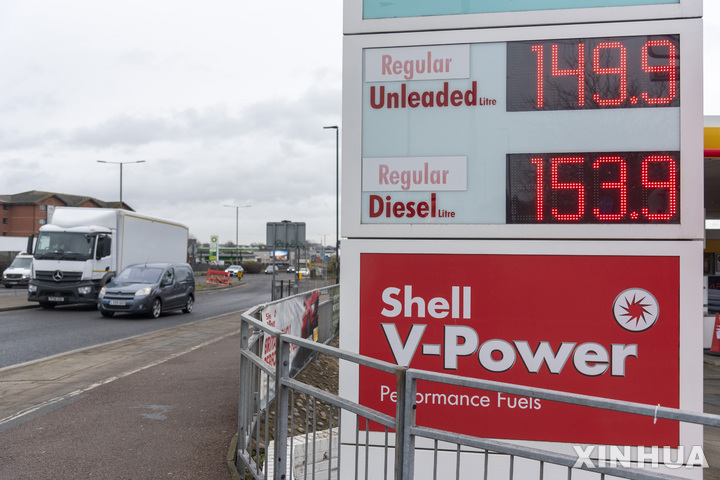 Regular
Unleaded Litre
149.9
Regular
Diesel Litre
153.9
Shell
V-Power
Performance Fuels
XINHUA